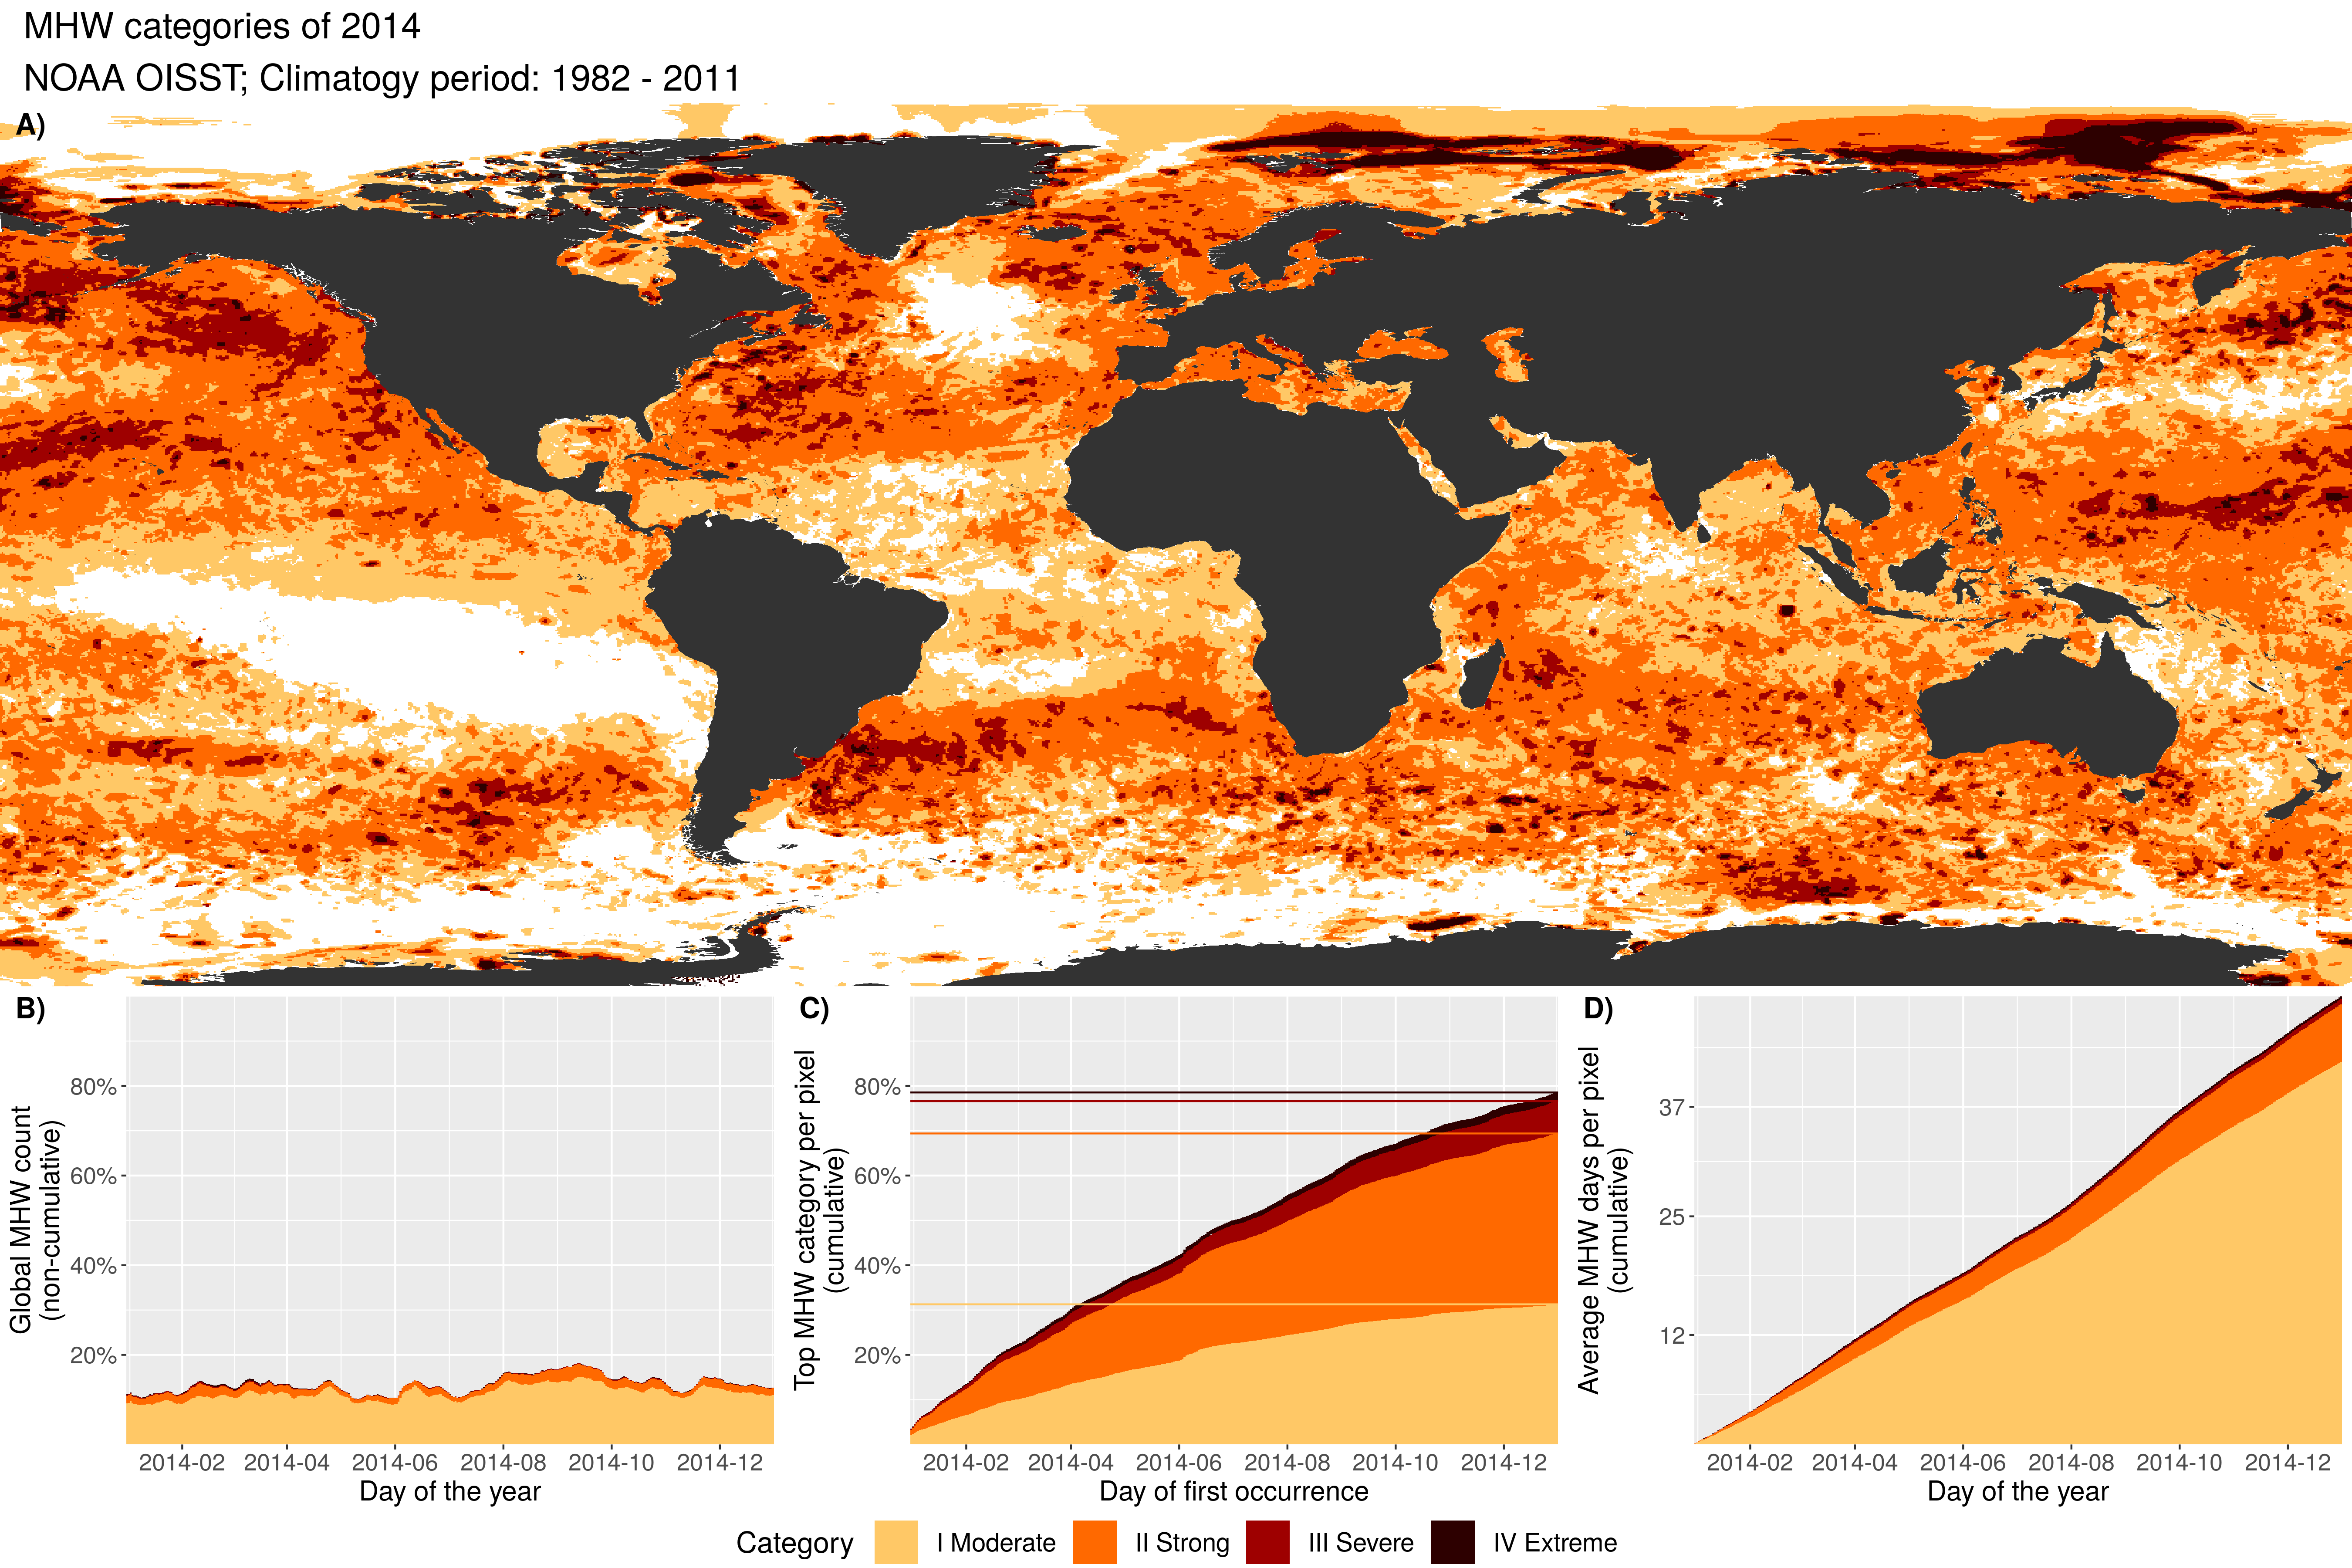 MHW categories of 2014
NOAA OISST; Climatogy period: 1982 - 2011
A)
B)
Global MHW count
(non-cumulative)
80%
60%
40%
20%
2014-02 2014-04 2014-06 2014-08 2014-10 2014-12
Day of the year
C)
Top MHW category per pixel
(cumulative)
80%
60%
40%
20%
2014-02 2014-04 2014-06 2014-08 2014-10 2014-12
Day of first occurrence
D)
Average MHW days per pixel
(cumulative)
37
25
12
2014-02 2014-04 2014-06 2014-08 2014-10 2014-12
Day of the year
Category I Moderate II Strong III Severe IV Extreme